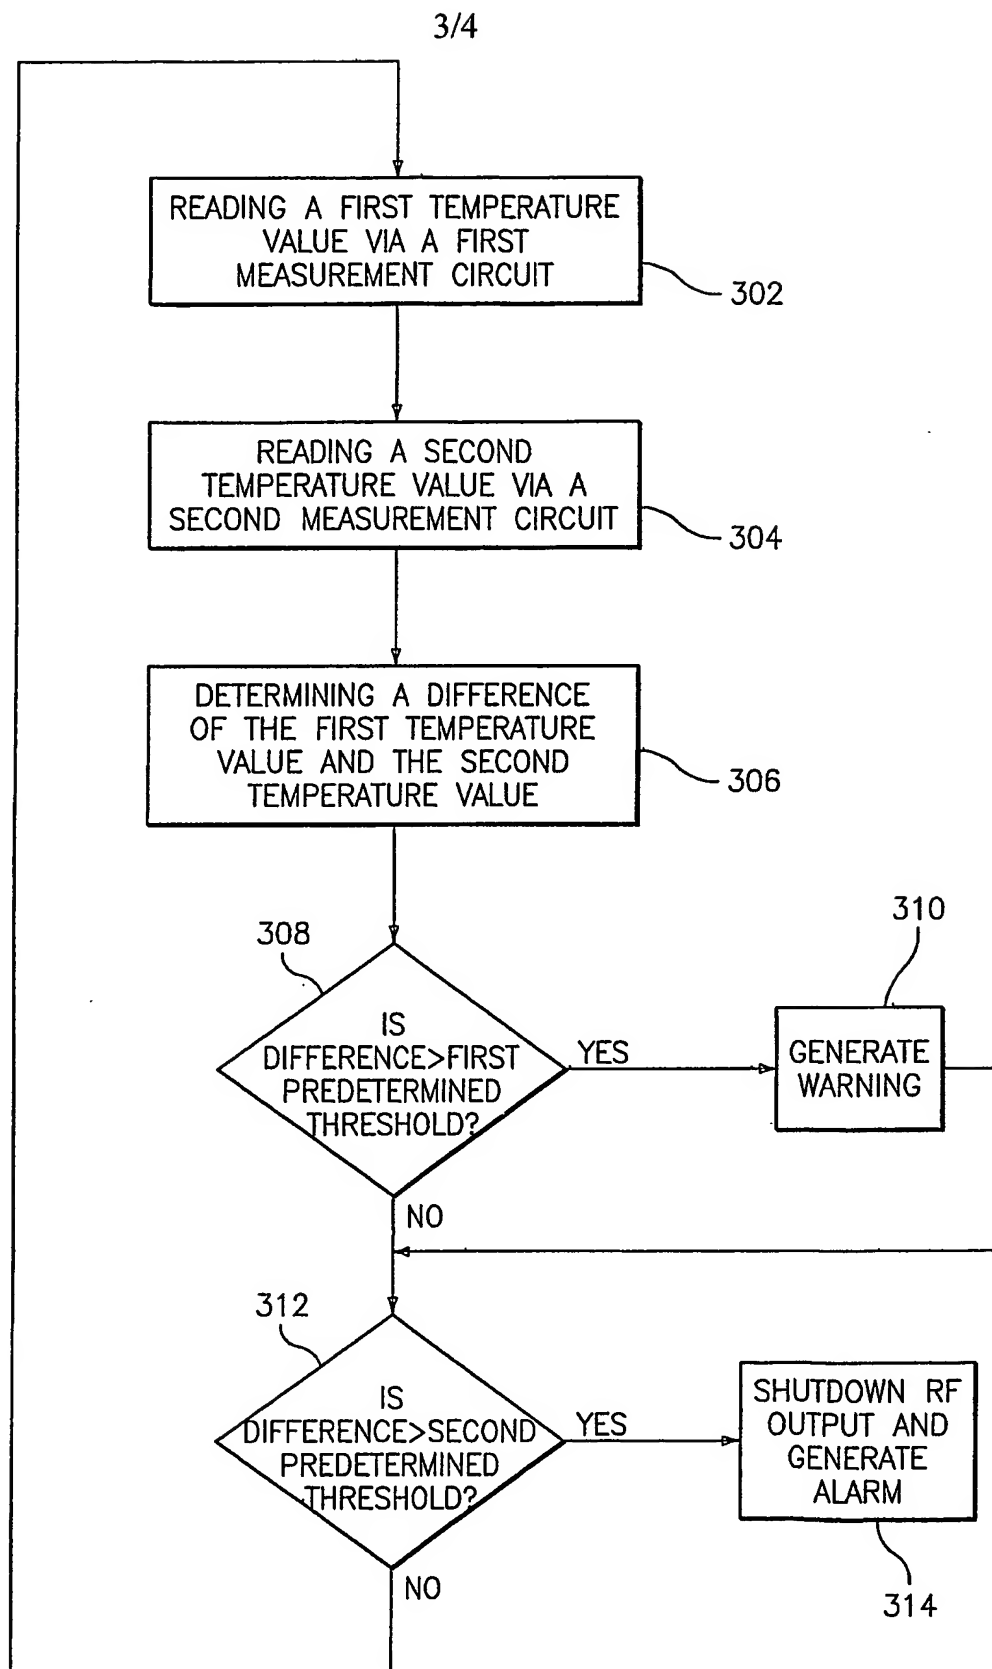 3/4
READING A FIRST TEMPERATURE
VALUE VIA A FIRST
MEASUREMENT CIRCUIT
302
READING A SECOND
TEMPERATURE VALUE VIA A
SECOND MEASUREMENT CIRCUIT
304
DETERMINING A DIFFERENCE
OF THE FIRST TEMPERATURE
VALUE AND THE SECOND
TEMPERATURE VALUE
306
308
IS
DIFFERENCE>FIRST
PREDETERMINED
THRESHOLD?
YES
310
GENERATE
WARNING
NO
312
IS
DIFFERENCE>SECOND
PREDETERMINED
THRESHOLD?
YES
SHUTDOWN RF
OUTPUT AND
GENERATE
ALARM
314
NO